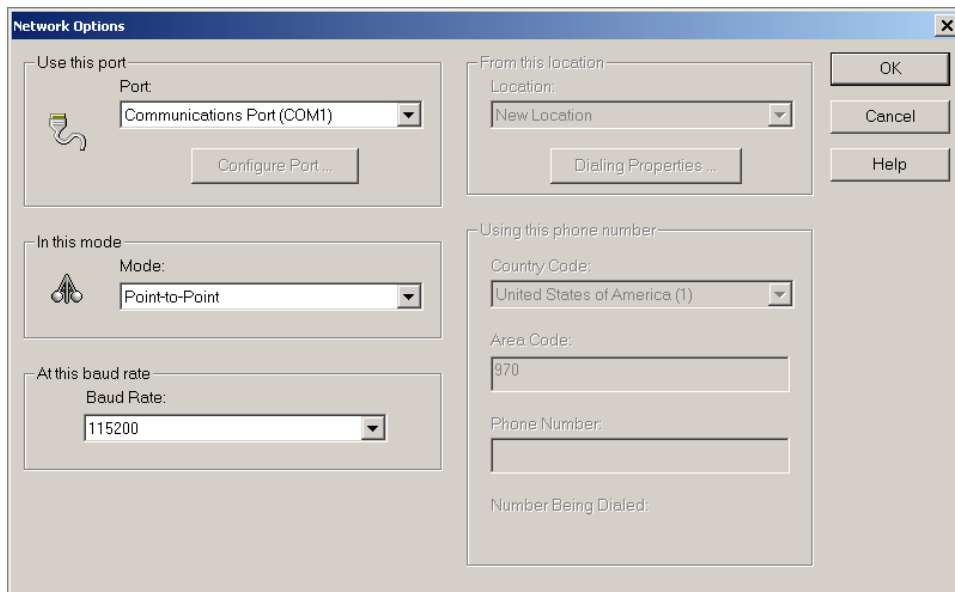 Network Options
Use this port
Port:
Communications Port (COM1)
Configure Port ...
In this mode
Mode:
Point-to-Point
At this baud rate
Baud Rate:
115200
From this location
Location:
New Location
Dialing Properties ...
Using this phone number
Country Code:
United States of America (1)
Area Code:
970
Phone Number:
Number Being Dialed:
OK
Cancel
Help